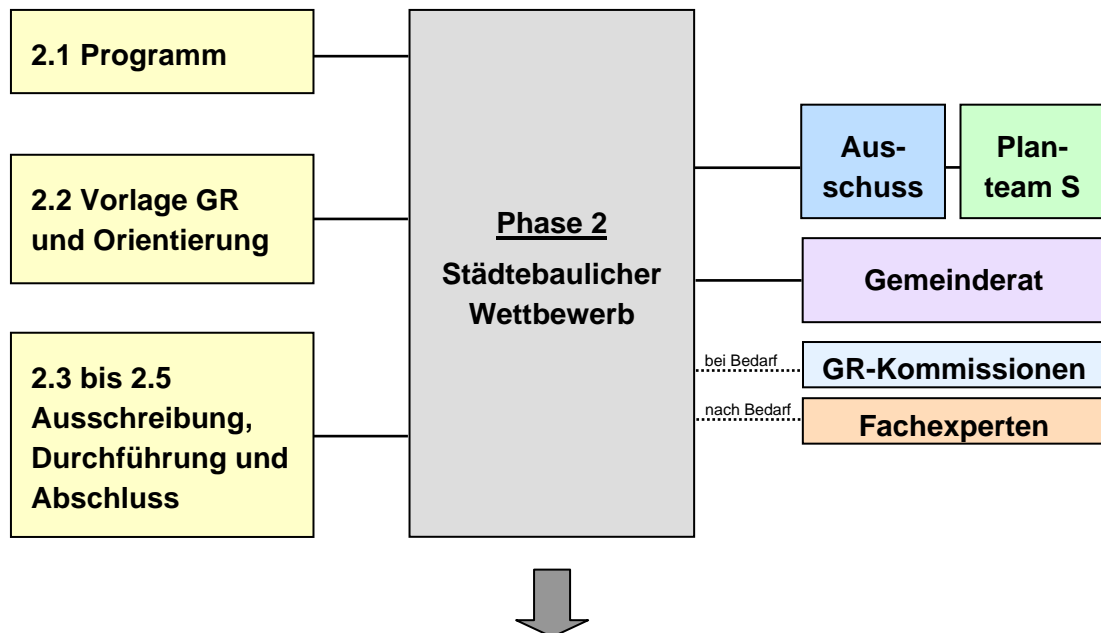 2.1 Programm
2.2 Vorlage GR
und Orientierung
2.3 bis 2.5
Ausschreibung,
Durchführung und
Abschluss
Phase 2
Städtebaulicher
Wettbewerb
Aus-
schuss
Plan-
team S
Gemeinderat
bei Bedarf
GR-Kommissionen
nach Bedarf
Fachexperten